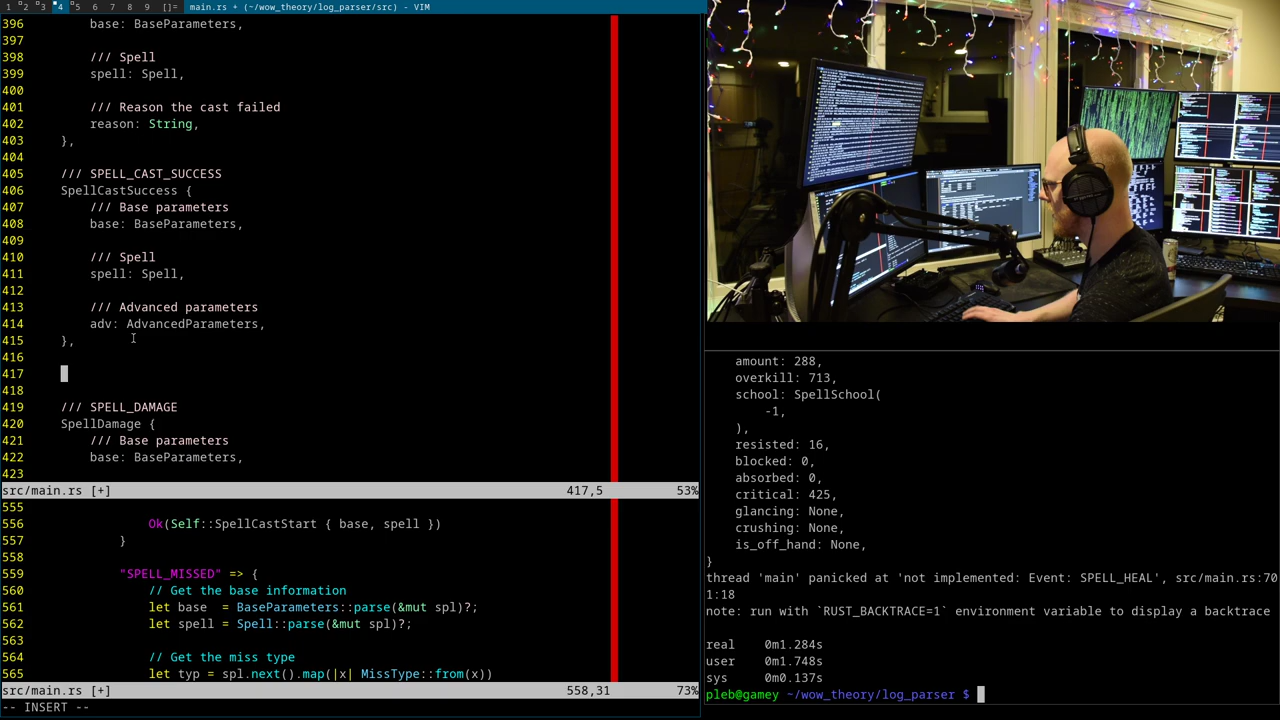 1 2 3 4 5 6 7 8 9 []= main.rs + (~/wow_theory/log_parser/src) - VIM
396 base: BaseParameters,
397
398 /// Spell
399 spell: Spell,
400
401 /// Reason the cast failed
402 reason: String,
403 },
404
405 /// SPELL_CAST_SUCCESS
406 SpellCastSuccess {
407 /// Base parameters
408 base: BaseParameters,
409
410 /// Spell
411 spell: Spell,
412
413 /// Advanced parameters
414 adv: AdvancedParameters,
415 },
416
417
418
419 /// SPELL_DAMAGE
420 SpellDamage {
421 /// Base parameters
422 base: BaseParameters,
423
src/main.rs [+] 417,5 53%
555
556 Ok(Self::SpellCastStart { base, spell })
557 }
558
559 "SPELL_MISSED" => {
560 // Get the base information
561 let base = BaseParameters::parse(&mut spl)?;
562 let spell = Spell::parse(&mut spl)?;
563
564 // Get the miss type
565 let typ = spl.next().map(|x| MissType::from(x))
src/main.rs [+] 558,31 73%
-- INSERT --
amount: 288,
overkill: 713,
school: SpellSchool(
-1,
),
resisted: 16,
blocked: 0,
absorbed: 0,
critical: 425,
glancing: None,
crushing: None,
is_off_hand: None,
}
thread 'main' panicked at 'not implemented: Event: SPELL_HEAL', src/main.rs:70
1:18
note: run with `RUST_BACKTRACE=1` environment variable to display a backtrace
real 0m1.284s
user 0m1.748s
sys 0m0.137s
pleb@gamey ~/wow_theory/log_parser $